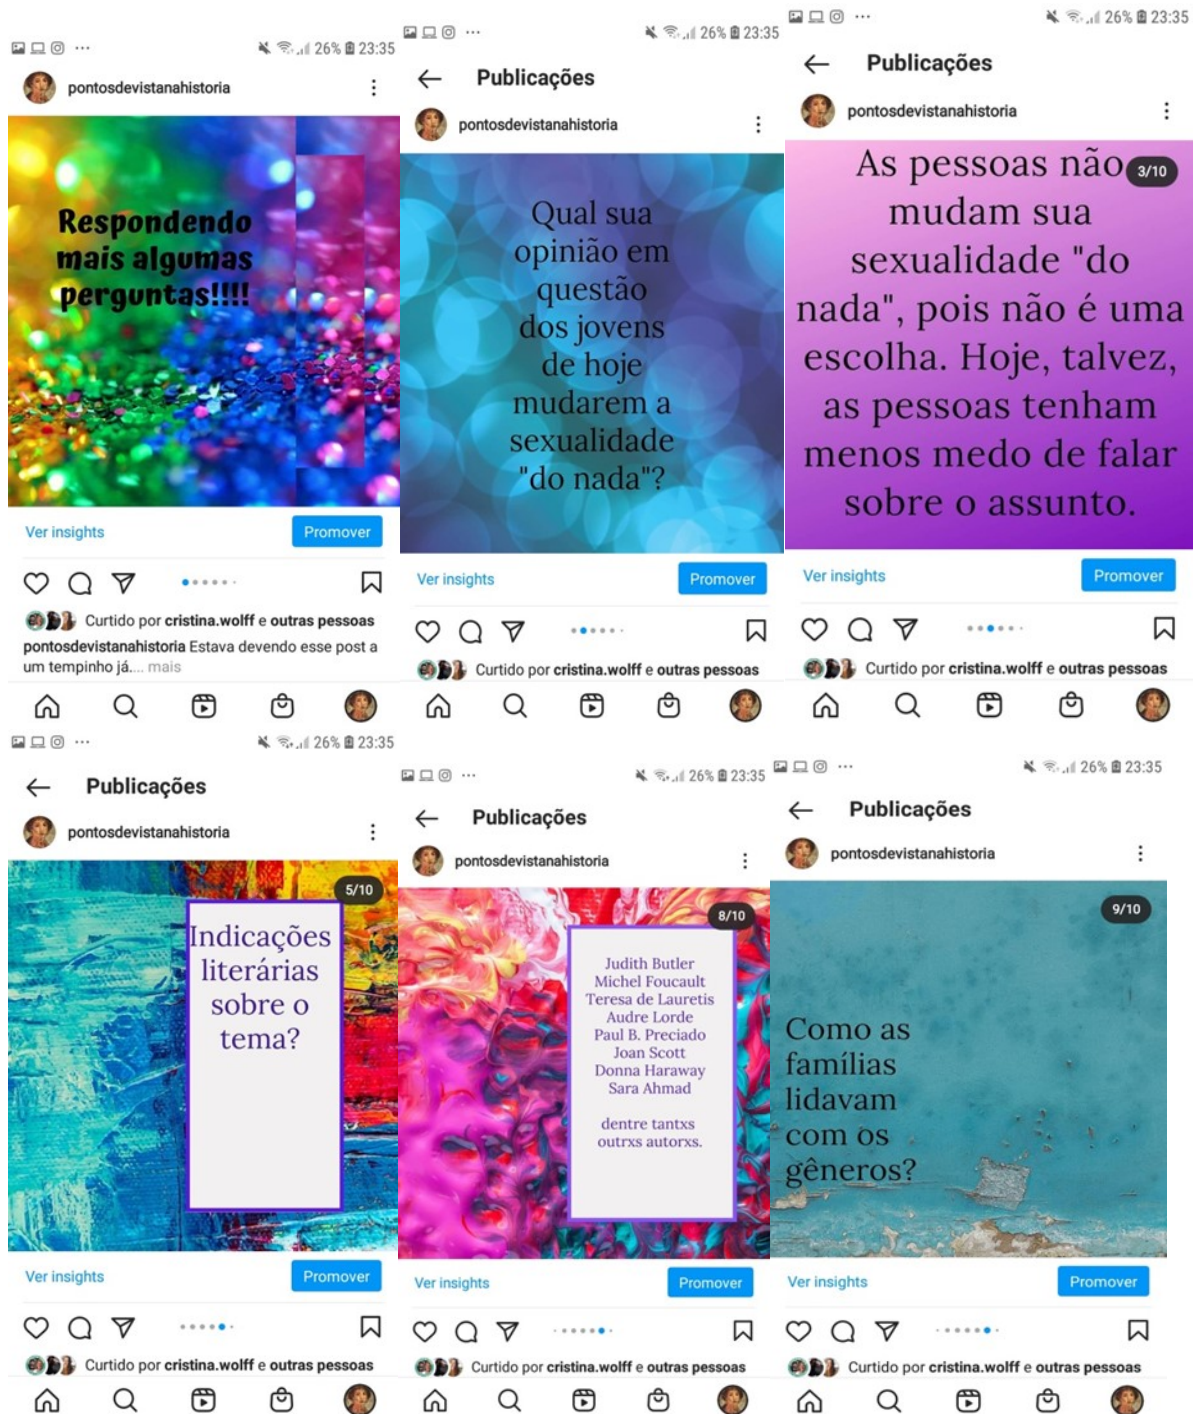 26% 23:35
pontosdevistanahistoria
Respondendo
mais algumas
perguntas!!!!
Ver insights
Promover
Curtido por cristina.wolff e outras pessoas
pontosdevistanahistoria Estava devendo esse post a
um tempinho já.... mais
26% 23:35
Publicações
pontosdevistanahistoria
Qual sua
opinião em
questão
dos jovens
de hoje
mudarem a
sexualidade
"do nada"?
Ver insights
Promover
Curtido por cristina.wolff e outras pessoas
26% 23:35
Publicações
pontosdevistanahistoria
3/10
As pessoas não
mudam sua
sexualidade "do
nada", pois não é uma
escolha. Hoje, talvez,
as pessoas tenham
menos medo de falar
sobre o assunto.
Ver insights
Promover
Curtido por cristina.wolff e outras pessoas
26% 23:35
Publicações
pontosdevistanahistoria
5/10
Indicações
literárias
sobre o
tema?
Ver insights
Promover
Curtido por cristina.wolff e outras pessoas
26% 23:35
Publicações
pontosdevistanahistoria
8/10
Judith Butler
Michel Foucault
Teresa de Lauretis
Audre Lorde
Paul B. Preciado
Joan Scott
Donna Haraway
Sara Ahmad
dentre tantxs
outrxs autorxs.
Ver insights
Promover
Curtido por cristina.wolff e outras pessoas
26% 23:35
Publicações
pontosdevistanahistoria
9/10
Como as
famílias
lidavam
com os
gêneros?
Ver insights
Promover
Curtido por cristina.wolff e outras pessoas